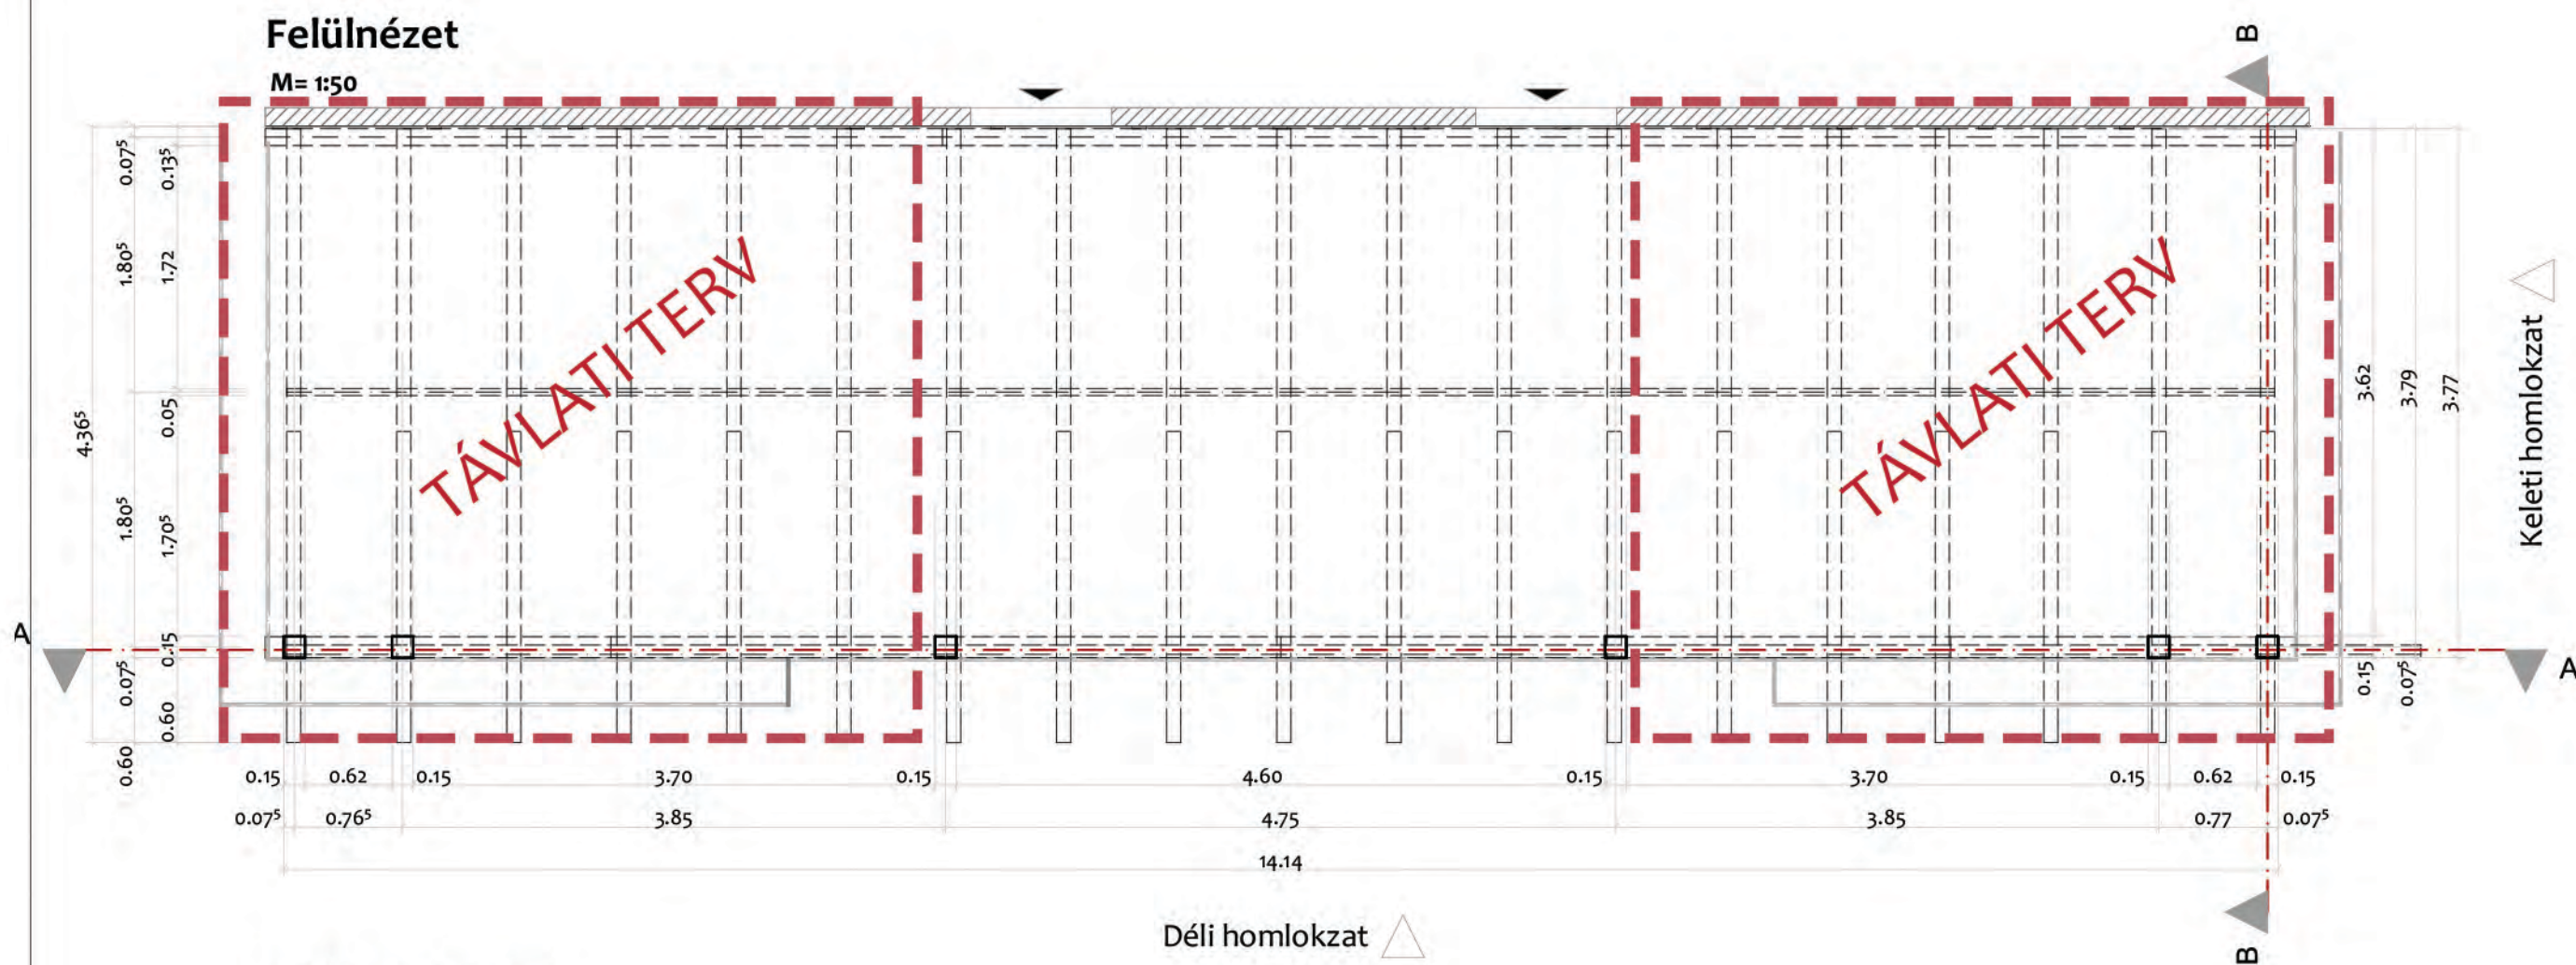 Felülnézet
M= 1:50
B
0.07⁵
0.13⁵
1.80⁵
1.72
TÁVLATI TERV
TÁVLATI TERV
Keleti homlokzat
3.62
3.79
3.77
4.36⁵
0.05
1.80⁵
1.70⁵
A
0.15
0.07⁵
0.60
0.60
0.15
0.07⁵
A
0.15 0.62 0.15 3.70 0.15 4.60 0.15 3.70 0.15 0.62 0.15
0.07⁵ 0.76⁵ 3.85 4.75 3.85 0.77 0.07⁵
14.14
Déli homlokzat
B